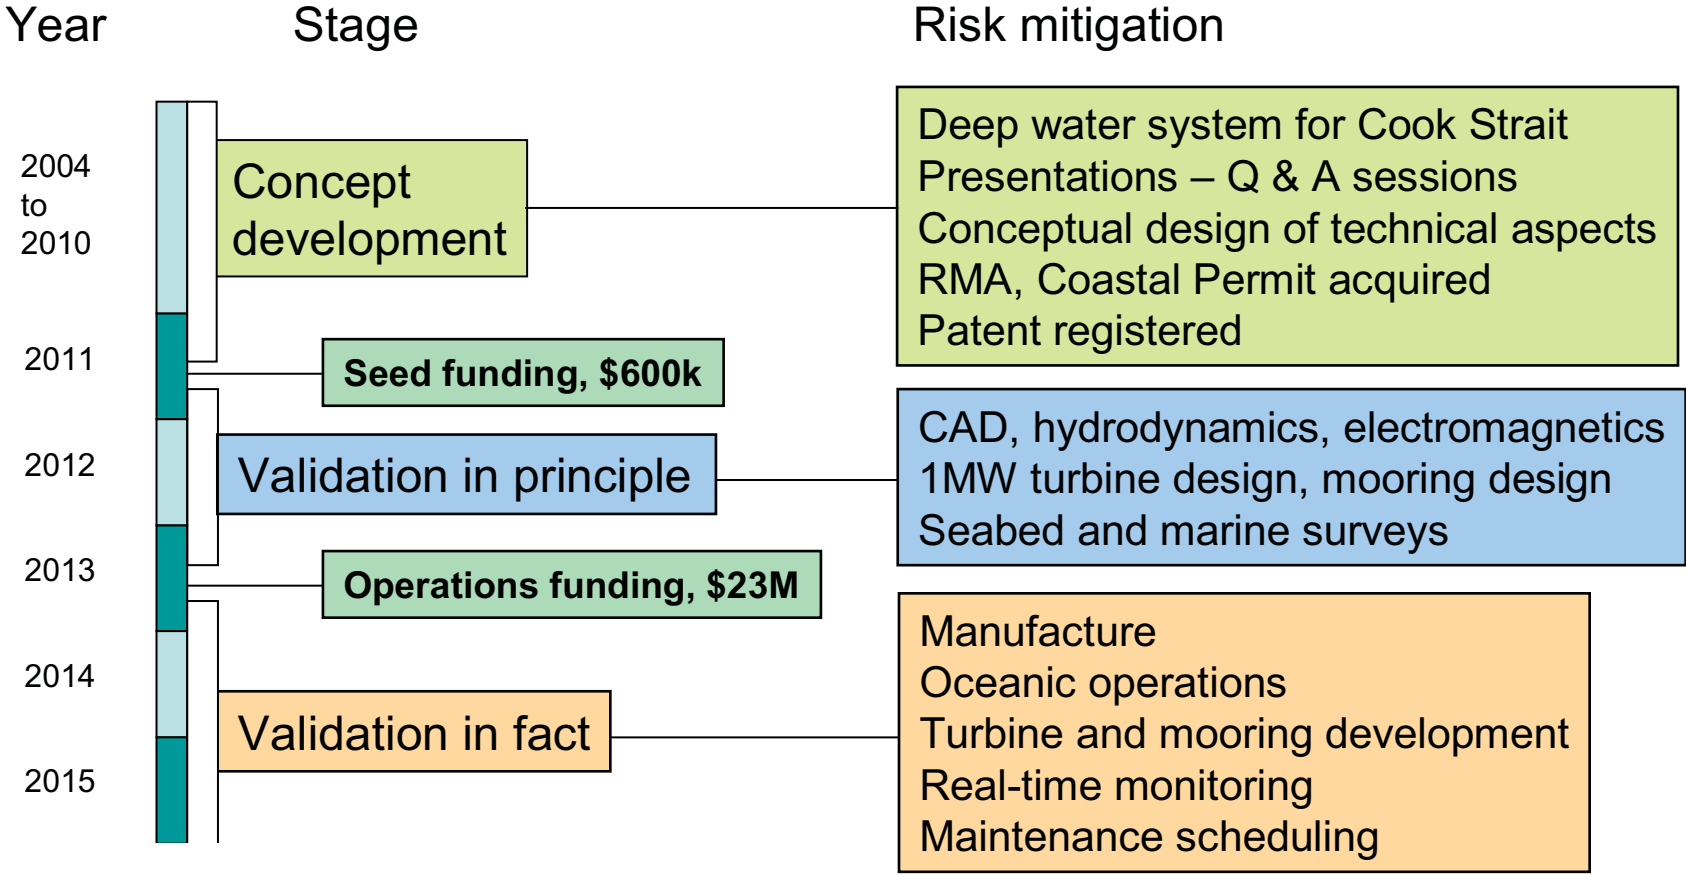 Year Stage Risk mitigation
2004
to
2010
Concept
development
Deep water system for Cook Strait
Presentations – Q & A sessions
Conceptual design of technical aspects
RMA, Coastal Permit acquired
Patent registered
2011
Seed funding, $600k
2012
Validation in principle
CAD, hydrodynamics, electromagnetics
1MW turbine design, mooring design
Seabed and marine surveys
2013
Operations funding, $23M
2014
Validation in fact
Manufacture
Oceanic operations
Turbine and mooring development
Real-time monitoring
Maintenance scheduling
2015